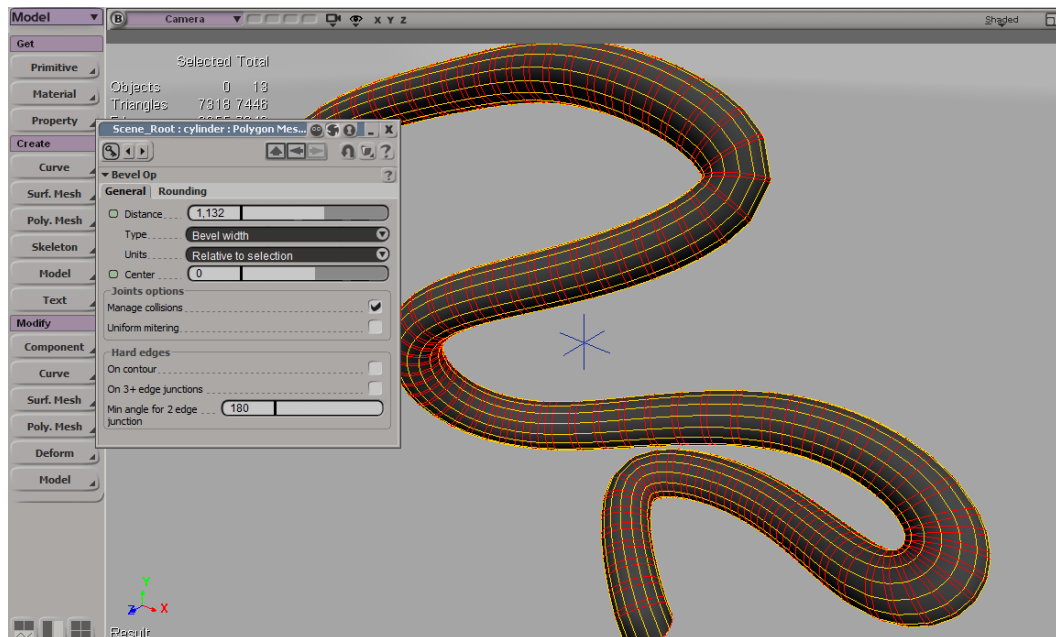 Model
B Camera X Y Z Shaded
Get
Primitive
Material
Property
Create
Curve
Surf. Mesh
Poly. Mesh
Skeleton
Model
Text
Modify
Component
Curve
Surf. Mesh
Poly. Mesh
Deform
Model
Selected Total
Objects 0 13
Triangles 7318 7446
Scene_Root : cylinder : Polygon Mes...
Bevel Op
?
General Rounding
Distance 1,132
Type Bevel width
Units Relative to selection
Center 0
Joints options
Manage collisions
Uniform mitering
Hard edges
On contour
On 3+ edge junctions
Min angle for 2 edge 180
junction
Y
Z X
Result